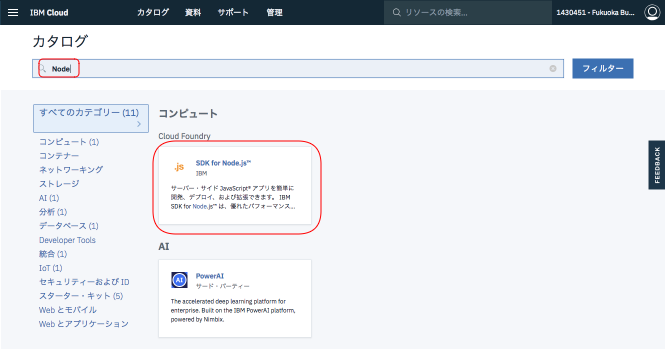 IBM Cloud カタログ 資料 サポート 管理 リソースの検索... 1430451 - Fukuoka Bu...
カタログ
Node
フィルター
すべてのカテゴリー (11)
コンピュート (1)
コンテナー
ネットワーキング
ストレージ
AI (1)
分析 (1)
データベース (1)
Developer Tools
統合 (1)
IoT (1)
セキュリティーおよび ID
スターター・キット (5)
Web とモバイル
Web とアプリケーション
コンピュート
Cloud Foundry
.js
SDK for Node.js™
IBM
サーバー・サイド JavaScript® アプリを簡単に
開発、デプロイ、および拡張できます。 IBM
SDK for Node.js™ は、優れたパフォーマンス...
AI
AI
PowerAI
サード・パーティー
The accelerated deep learning platform for
enterprise. Built on the IBM PowerAI platform,
powered by Nimbix.
FEEDBACK